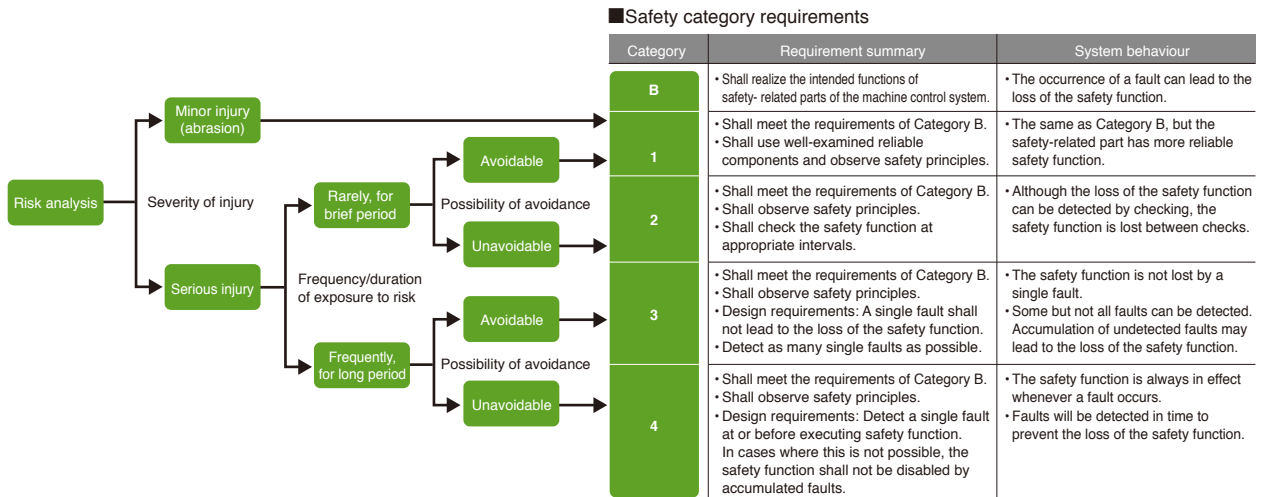 ■Safety category requirements
Category
Requirement summary
System behaviour
Risk analysis
Severity of injury
Minor injury
(abrasion)
Serious injury
Frequency/duration
of exposure to risk
Rarely, for
brief period
Frequently,
for long period
Possibility of avoidance
Avoidable
Unavoidable
Possibility of avoidance
Avoidable
Unavoidable
B
• Shall realize the intended functions of
safety- related parts of the machine control system.
• The occurrence of a fault can lead to the
loss of the safety function.
1
• Shall meet the requirements of Category B.
• Shall use well-examined reliable
components and observe safety principles.
• The same as Category B, but the
safety-related part has more reliable
safety function.
2
• Shall meet the requirements of Category B.
• Shall observe safety principles.
• Shall check the safety function at
appropriate intervals.
• Although the loss of the safety function
can be detected by checking, the
safety function is lost between checks.
3
• Shall meet the requirements of Category B.
• Shall observe safety principles.
• Design requirements: A single fault shall
not lead to the loss of the safety function.
• Detect as many single faults as possible.
• The safety function is not lost by a
single fault.
• Some but not all faults can be detected.
Accumulation of undetected faults may
lead to the loss of the safety function.
4
• Shall meet the requirements of Category B.
• Shall observe safety principles.
• Design requirements: Detect a single fault
at or before executing safety function.
In cases where this is not possible, the
safety function shall not be disabled by
accumulated faults.
• The safety function is always in effect
whenever a fault occurs.
• Faults will be detected in time to
prevent the loss of the safety function.